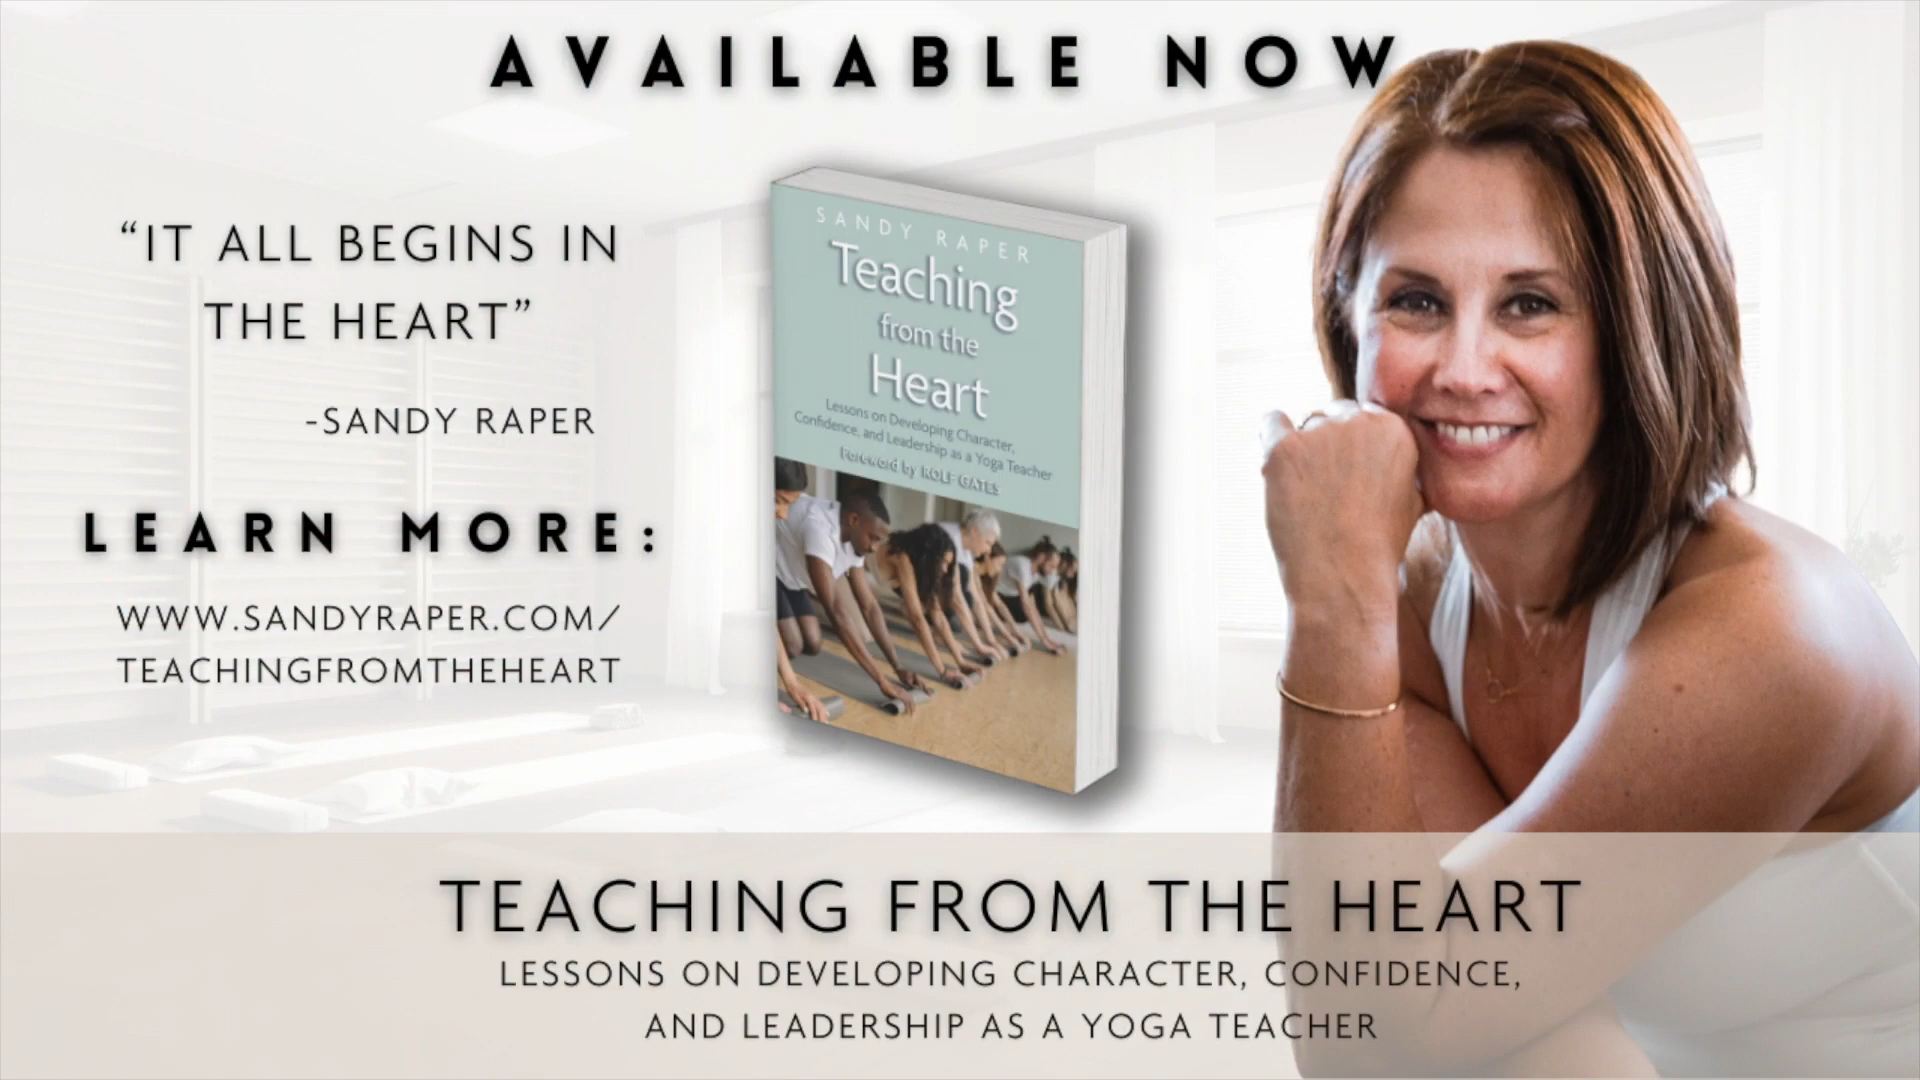 AVAILABLE NOW
“IT ALL BEGINS IN
THE HEART”
-SANDY RAPER
LEARN MORE:
WWW.SANDYRAPER.COM/
TEACHINGFROMTHEHEART
SANDY RAPER
Teaching
from the
Heart
Lessons on Developing Character,
Confidence, and Leadership as a Yoga Teacher
Foreword by ROLF GATES
TEACHING FROM THE HEART
LESSONS ON DEVELOPING CHARACTER, CONFIDENCE,
AND LEADERSHIP AS A YOGA TEACHER